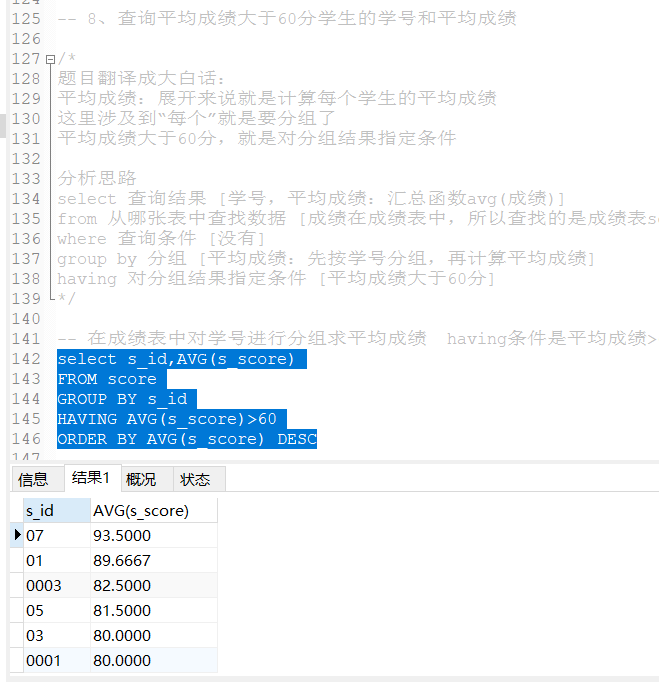 125 -- 8、查询平均成绩大于60分学生的学号和平均成绩
126
127 /*
128 题目翻译成大白话:
129 平均成绩: 展开来说就是计算每个学生的平均成绩
130 这里涉及到“每个”就是要分组了
131 平均成绩大于60分, 就是对分组结果指定条件
132
133 分析思路
134 select 查询结果 [学号, 平均成绩: 汇总函数avg(成绩)]
135 from 从哪张表中查找数据 [成绩在成绩表中, 所以查找的是成绩表
136 where 查询条件 [没有]
137 group by 分组 [平均成绩: 先按学号分组, 再计算平均成绩]
138 having 对分组结果指定条件 [平均成绩大于60分]
139 */
140
141 -- 在成绩表中对学号进行分组求平均成绩 having条件是平均成绩>
142 select s_id,AVG(s_score)
143 FROM score
144 GROUP BY s_id
145 HAVING AVG(s_score)>60
146 ORDER BY AVG(s_score) DESC
信息 结果1 概况 状态
s_id AVG(s_score)
07 93.5000
01 89.6667
0003 82.5000
05 81.5000
03 80.0000
0001 80.0000